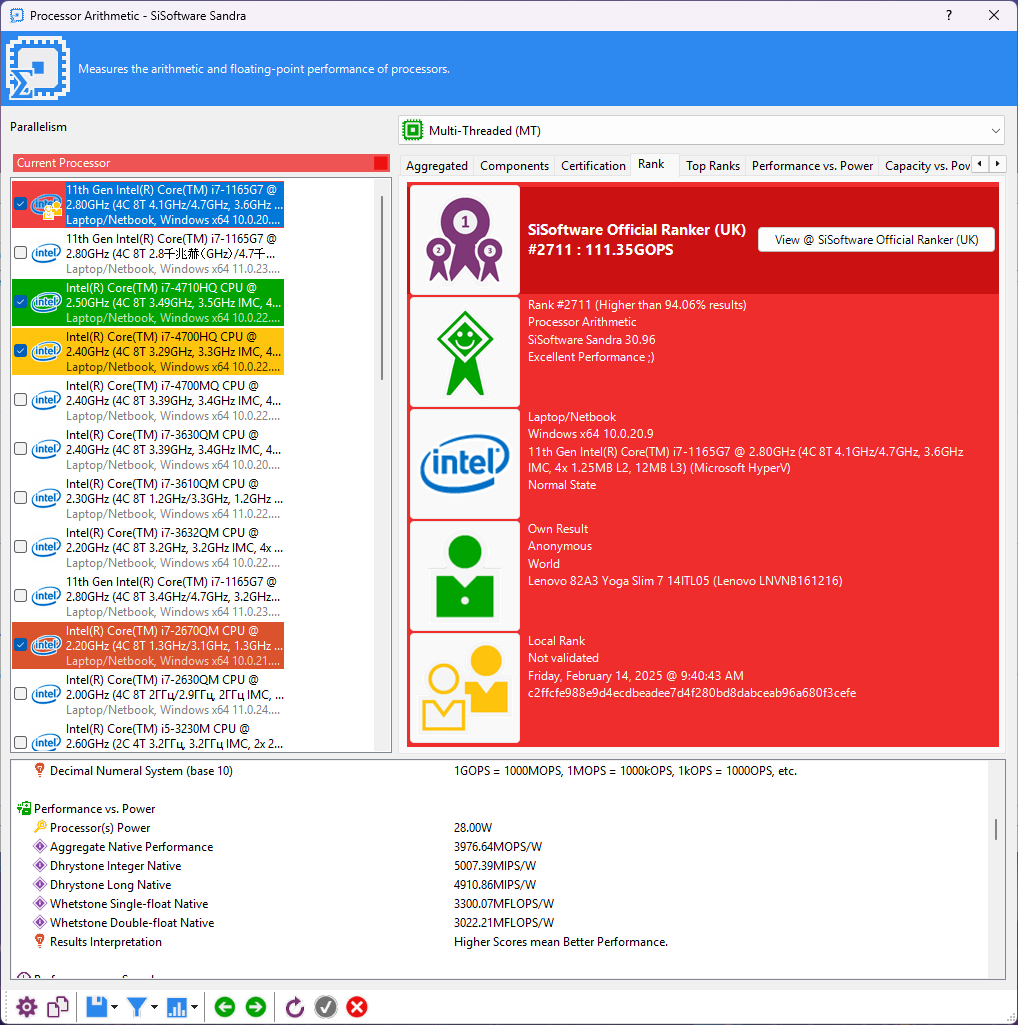 Processor Arithmetic - SiSoftware Sandra
?
Measures the arithmetic and floating-point performance of processors.
Parallelism
Multi-Threaded (MT)
Current Processor
11th Gen Intel(R) Core(TM) i7-1165G7 @
2.80GHz (4C 8T 4.1GHz/4.7GHz, 3.6GHz ...
Laptop/Netbook, Windows x64 10.0.20....
11th Gen Intel(R) Core(TM) i7-1165G7 @
2.80GHz (4C 8T 2.8千兆赫(GHz)/4.7千...
Laptop/Netbook, Windows x64 11.0.23....
Intel(R) Core(TM) i7-4710HQ CPU @
2.50GHz (4C 8T 3.49GHz, 3.5GHz IMC, 4...
Laptop/Netbook, Windows x64 10.0.22....
Intel(R) Core(TM) i7-4700HQ CPU @
2.40GHz (4C 8T 3.29GHz, 3.3GHz IMC, 4...
Laptop/Netbook, Windows x64 10.0.22....
Intel(R) Core(TM) i7-4700MQ CPU @
2.40GHz (4C 8T 3.39GHz, 3.4GHz IMC, 4...
Laptop/Netbook, Windows x64 10.0.22....
Intel(R) Core(TM) i7-3630QM CPU @
2.40GHz (4C 8T 3.39GHz, 3.4GHz IMC, 4...
Laptop/Netbook, Windows x64 10.0.20....
Intel(R) Core(TM) i7-3610QM CPU @
2.30GHz (4C 8T 1.2GHz/3.3GHz, 1.2GHz ...
Laptop/Netbook, Windows x64 11.0.22....
Intel(R) Core(TM) i7-3632QM CPU @
2.20GHz (4C 8T 3.2GHz, 3.2GHz IMC, 4x ...
Laptop/Netbook, Windows x64 10.0.22....
11th Gen Intel(R) Core(TM) i7-1165G7 @
2.80GHz (4C 8T 3.4GHz/4.7GHz, 3.2GHz...
Laptop/Netbook, Windows x64 11.0.23....
Intel(R) Core(TM) i7-2670QM CPU @
2.20GHz (4C 8T 1.3GHz/3.1GHz, 1.3GHz ...
Laptop/Netbook, Windows x64 10.0.21....
Intel(R) Core(TM) i7-2630QM CPU @
2.00GHz (4C 8T 2ГГц/2.9ГГц, 2ГГц IMC, ...
Laptop/Netbook, Windows x64 11.0.24....
Intel(R) Core(TM) i5-3230M CPU @
2.60GHz (2C 4T 3.2ГГц, 3.2ГГц IMC, 2x 2...
Aggregated Components Certification Rank Top Ranks Performance vs. Power Capacity vs. Pow
1
2 3
SiSoftware Official Ranker (UK)
#2711 : 111.35GOPS
View @ SiSoftware Official Ranker (UK)
Rank #2711 (Higher than 94.06% results)
Processor Arithmetic
SiSoftware Sandra 30.96
Excellent Performance ;)
intel
Laptop/Netbook
Windows x64 10.0.20.9
11th Gen Intel(R) Core(TM) i7-1165G7 @ 2.80GHz (4C 8T 4.1GHz/4.7GHz, 3.6GHz
IMC, 4x 1.25MB L2, 12MB L3) (Microsoft HyperV)
Normal State
Own Result
Anonymous
World
Lenovo 82A3 Yoga Slim 7 14ITL05 (Lenovo LNVNB161216)
Local Rank
Not validated
Friday, February 14, 2025 @ 9:40:43 AM
c2ffcfe988e9d4ecdbeadee7d4f280bd8dabceab96a680f3cefe
Decimal Numeral System (base 10) 1GOPS = 1000MOPS, 1MOPS = 1000kOPS, 1kOPS = 1000OPS, etc.
Performance vs. Power
Processor(s) Power 28.00W
Aggregate Native Performance 3976.64MOPS/W
Dhrystone Integer Native 5007.39MIPS/W
Dhrystone Long Native 4910.86MIPS/W
Whetstone Single-float Native 3300.07MFLOPS/W
Whetstone Double-float Native 3022.21MFLOPS/W
Results Interpretation Higher Scores mean Better Performance.